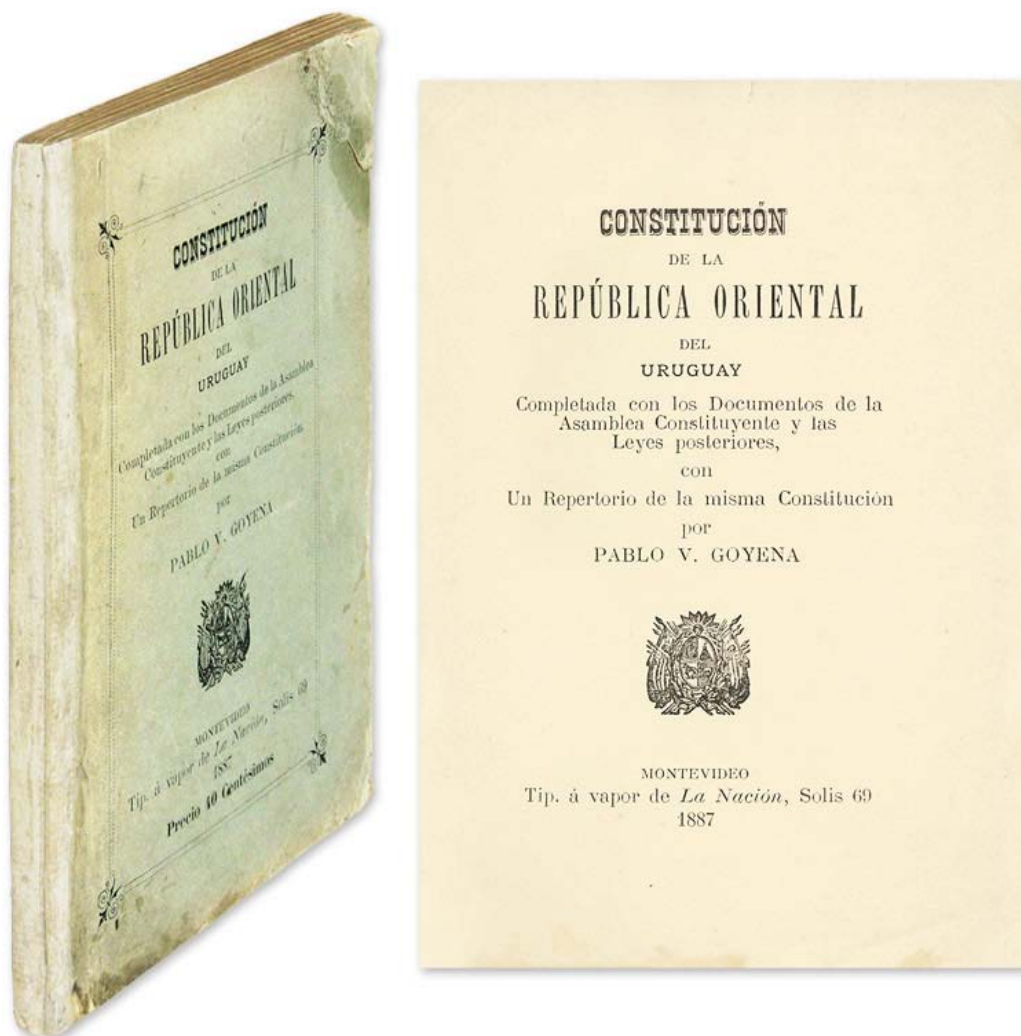 CONSTITUCIÓN
DE LA
REPÚBLICA ORIENTAL
DEL
URUGUAY
Completada con los Documentos de la Asamblea
Constituyente y las Leyes posteriores,
con
Un Repertorio de la misma Constitución
por
PABLO V. GOYENA
MONTEVIDEO
Tip. á vapor de La Nación, Solis 69
1887
Precio 40 Centésimos
CONSTITUCIÓN
DE LA
REPÚBLICA ORIENTAL
DEL
URUGUAY
Completada con los Documentos de la
Asamblea Constituyente y las
Leyes posteriores,
con
Un Repertorio de la misma Constitución
por
PABLO V. GOYENA
MONTEVIDEO
Tip. á vapor de La Nación, Solis 69
1887